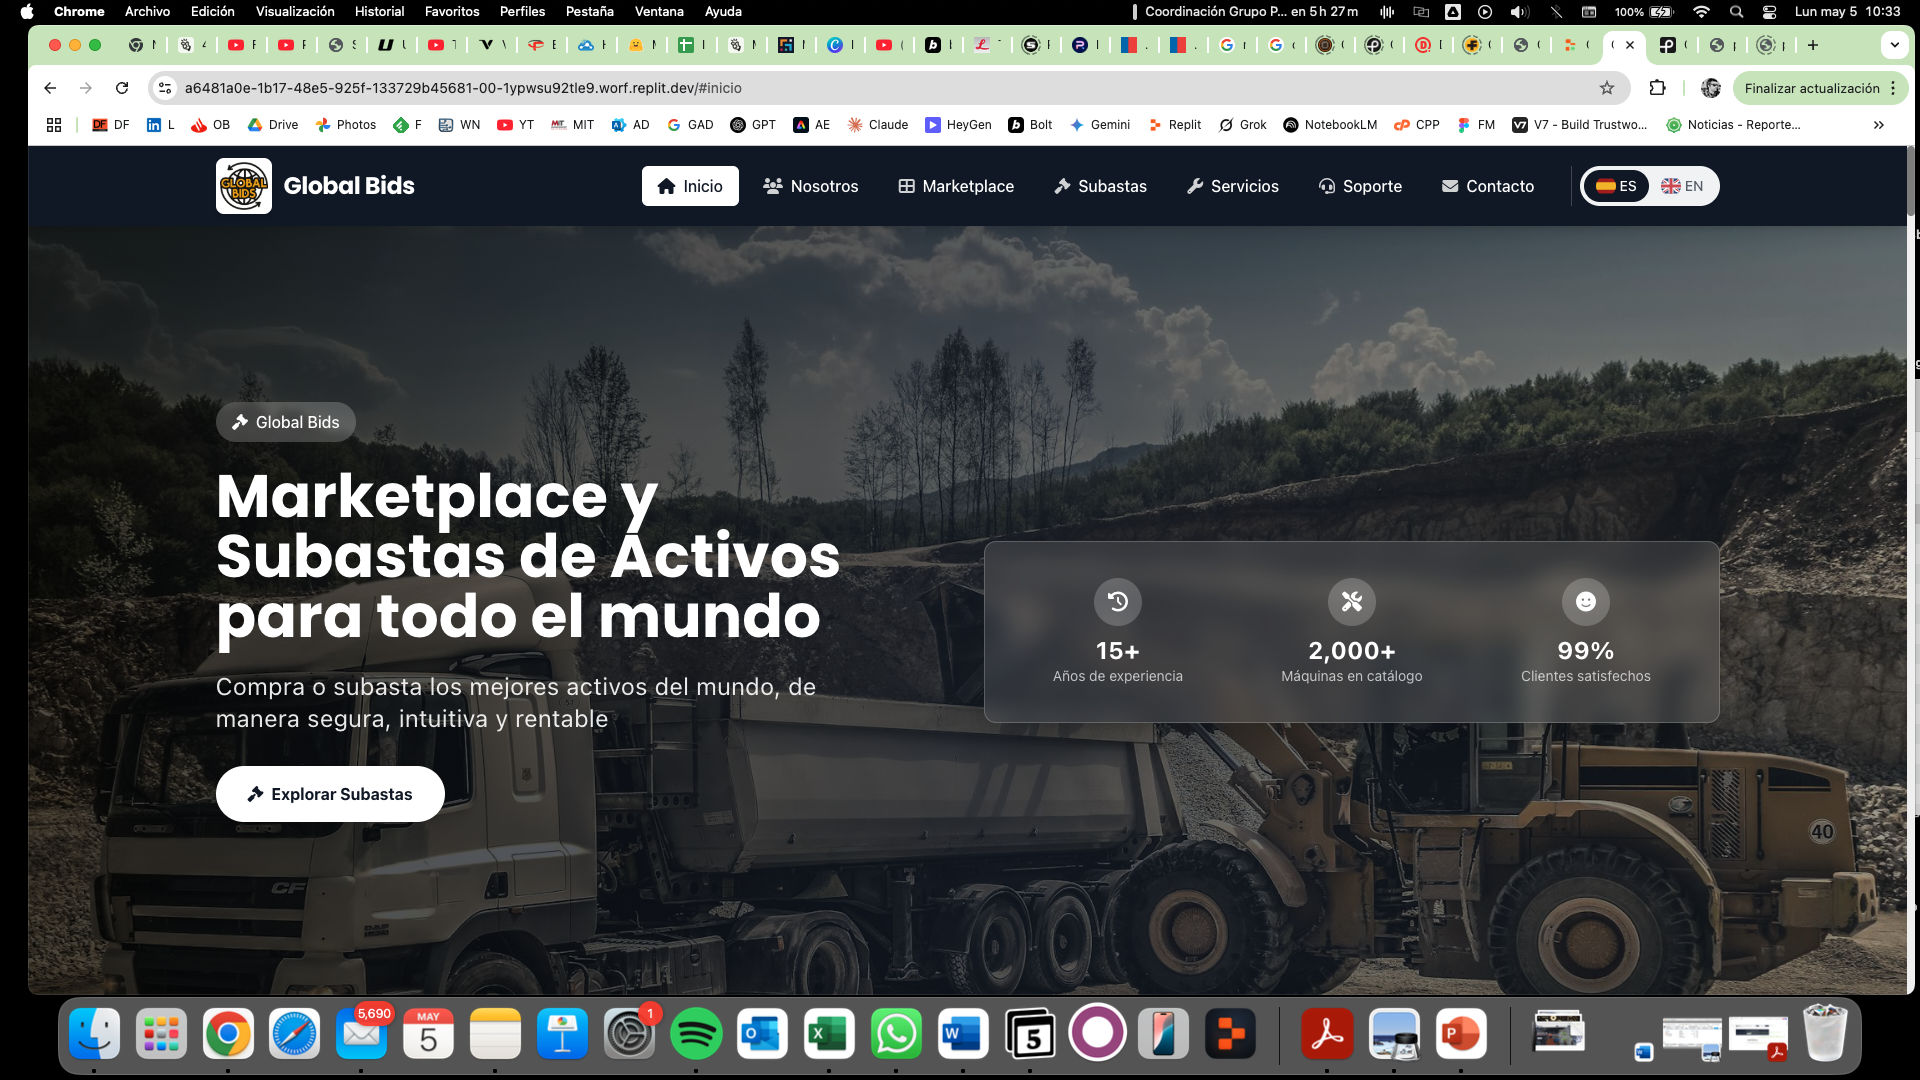 Chrome Archivo Edición Visualización Historial Favoritos Perfiles Pestaña Ventana Ayuda
Coordinación Grupo P... en 5 h 27 m
100%
Lun may 5 10:33
a6481a0e-1b17-48e5-925f-133729b45681-00-1ypwsu92tle9.worf.replit.dev/#inicio
Finalizar actualización
DF L OB Drive Photos F WN YT MIT AD GAD GPT AE Claude HeyGen Bolt Gemini Replit Grok NotebookLM CPP FM V7 - Build Trustwo... Noticias - Reporte...
GLOBAL BIDS
Global Bids
Inicio Nosotros Marketplace Subastas Servicios Soporte Contacto
ES EN
Global Bids
Marketplace y
Subastas de Activos
para todo el mundo
Compra o subasta los mejores activos del mundo, de
manera segura, intuitiva y rentable
Explorar Subastas
15+
Años de experiencia
2,000+
Máquinas en catálogo
99%
Clientes satisfechos
40
CF
DAF
5,690
MAY
5
1
5